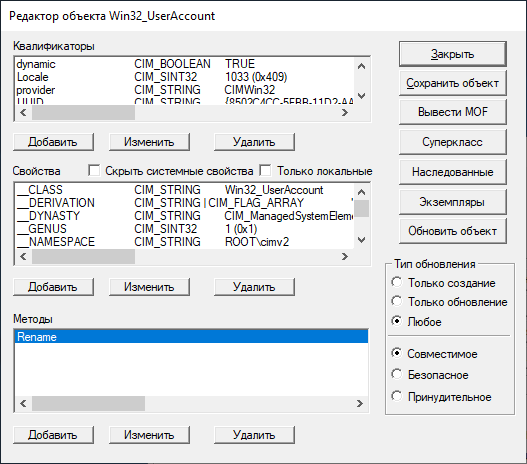 Редактор объекта Win32_UserAccount
Квалификаторы
dynamic CIM_BOOLEAN TRUE
Locale CIM_SINT32 1033 (0x409)
provider CIM_STRING CIMWin32
UUID CIM_STRING {8502C4CC-5FBB-11D2-AA
Добавить Изменить Удалить
Свойства Скрыть системные свойства Только локальные
__CLASS CIM_STRING Win32_UserAccount
__DERIVATION CIM_STRING | CIM_FLAG_ARRAY
__DYNASTY CIM_STRING CIM_ManagedSystemEleme
__GENUS CIM_SINT32 1 (0x1)
__NAMESPACE CIM_STRING ROOT\cimv2
Добавить Изменить Удалить
Методы
Rename
Добавить Изменить Удалить
Закрыть
Сохранить объект
Вывести MOF
Суперкласс
Наследованные
Экземпляры
Обновить объект
Тип обновления
Только создание
Только обновление
Любое
Совместимое
Безопасное
Принудительное